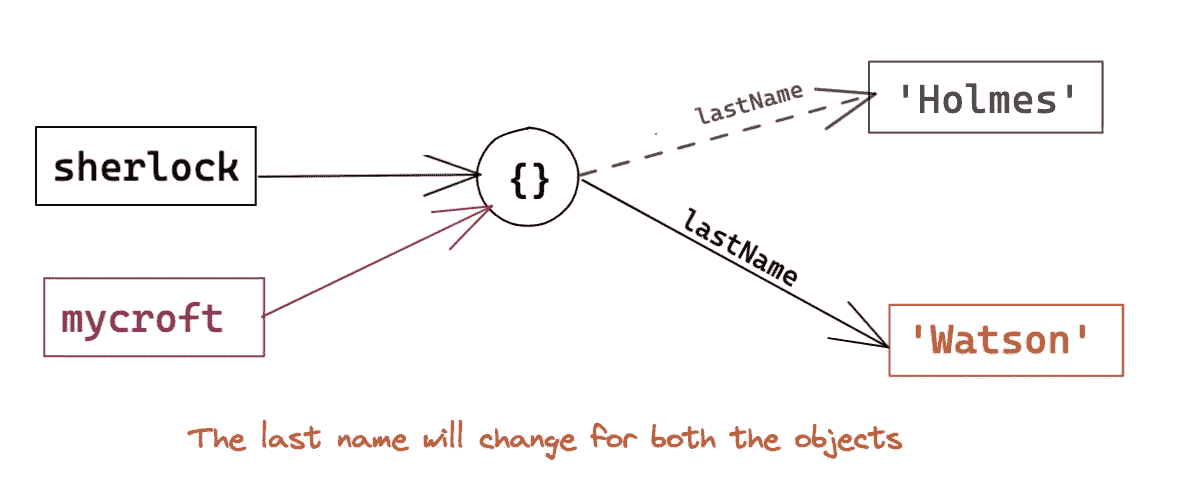 lastName
'Holmes'
sherlock
{}
lastName
mycroft
'Watson'
The last name will change for both the objects